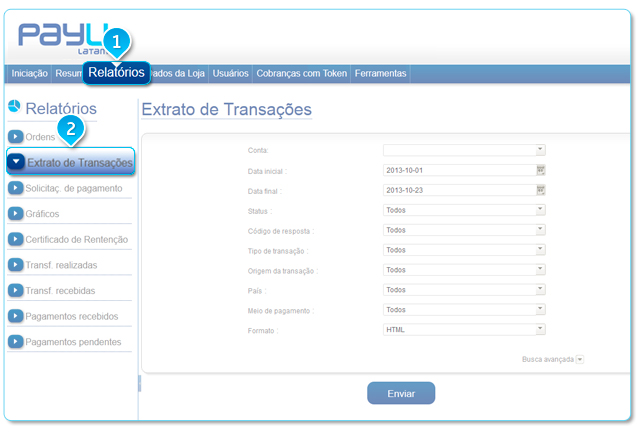 PayU
LATAM
1
Iniciação Resum Relatórios ados da Loja Usuários Cobranças com Token Ferramentas
Relatórios
2
Ordens
Extrato de Transações
Solicitaç. de pagamento
Gráficos
Certificado de Rentenção
Transf. realizadas
Transf. recebidas
Pagamentos recebidos
Pagamentos pendentes
Extrato de Transações
Conta:
Data inicial : 2013-10-01
Data final : 2013-10-23
Status : Todos
Código de resposta : Todos
Tipo de transação : Todos
Origem da transação : Todos
País : Todos
Meio de pagamento : Todos
Formato : HTML
Busca avançada
Enviar